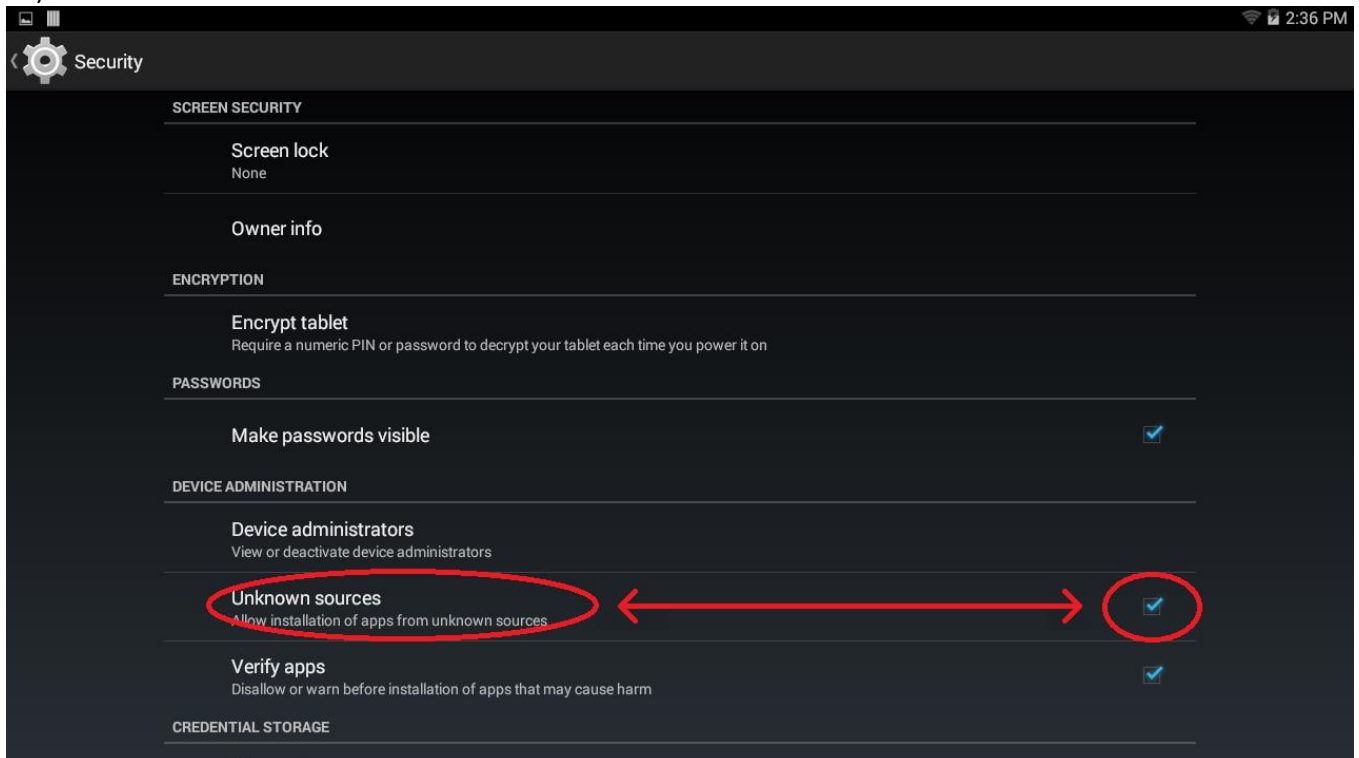 2:36 PM
Security
SCREEN SECURITY
Screen lock
None
Owner info
ENCRYPTION
Encrypt tablet
Require a numeric PIN or password to decrypt your tablet each time you power it on
PASSWORDS
Make passwords visible
DEVICE ADMINISTRATION
Device administrators
View or deactivate device administrators
Unknown sources
Allow installation of apps from unknown sources
Verify apps
Disallow or warn before installation of apps that may cause harm
CREDENTIAL STORAGE